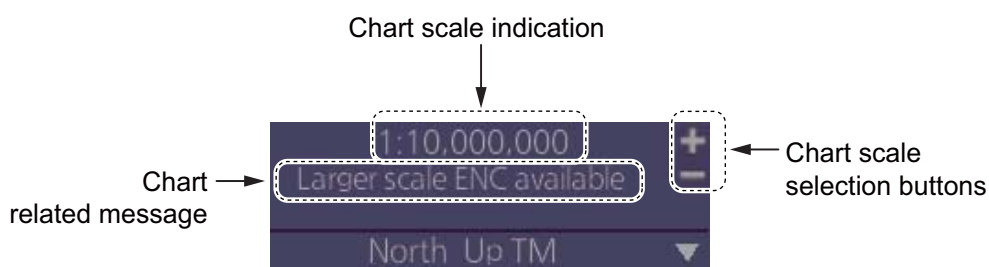 Chart scale indication
1:10,000,000
+
Larger scale ENC available
−
Chart
related message
Chart scale
selection buttons
North Up TM